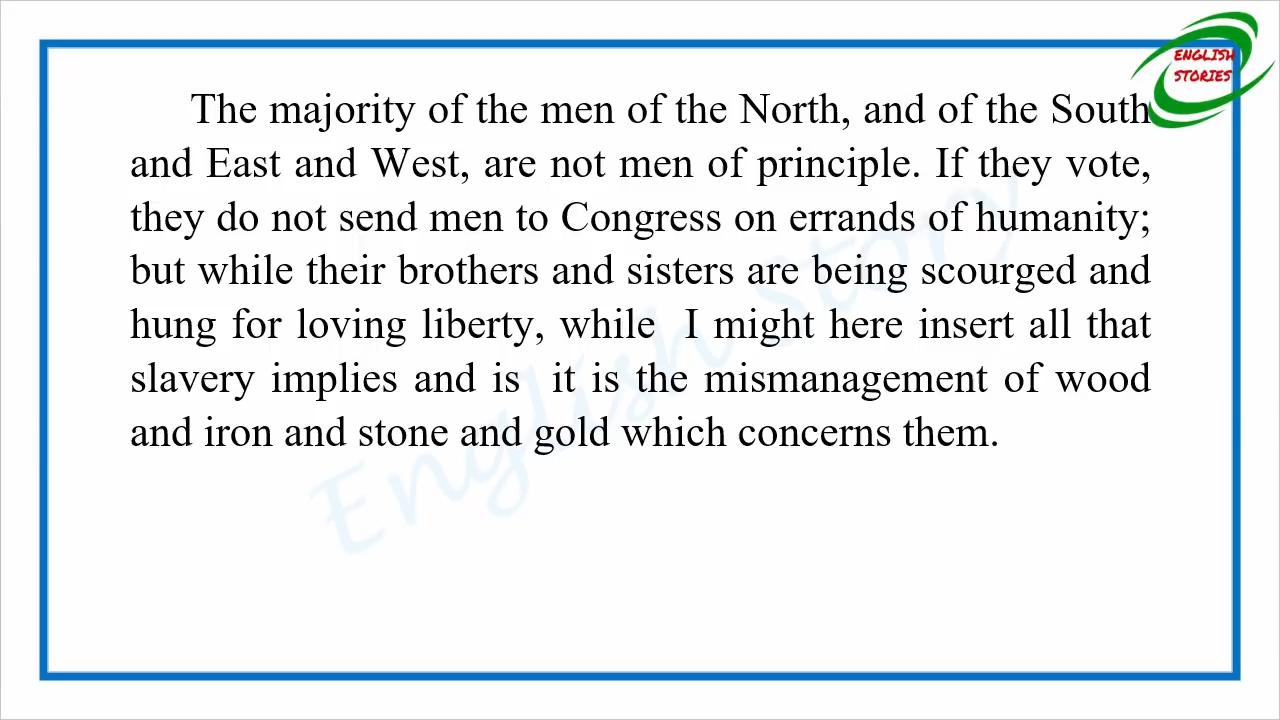 ENGLISH
STORIES
The majority of the men of the North, and of the South
and East and West, are not men of principle. If they vote,
they do not send men to Congress on errands of humanity;
but while their brothers and sisters are being scourged and
hung for loving liberty, while  I might here insert all that
slavery implies and is  it is the mismanagement of wood
and iron and stone and gold which concerns them.
English Story